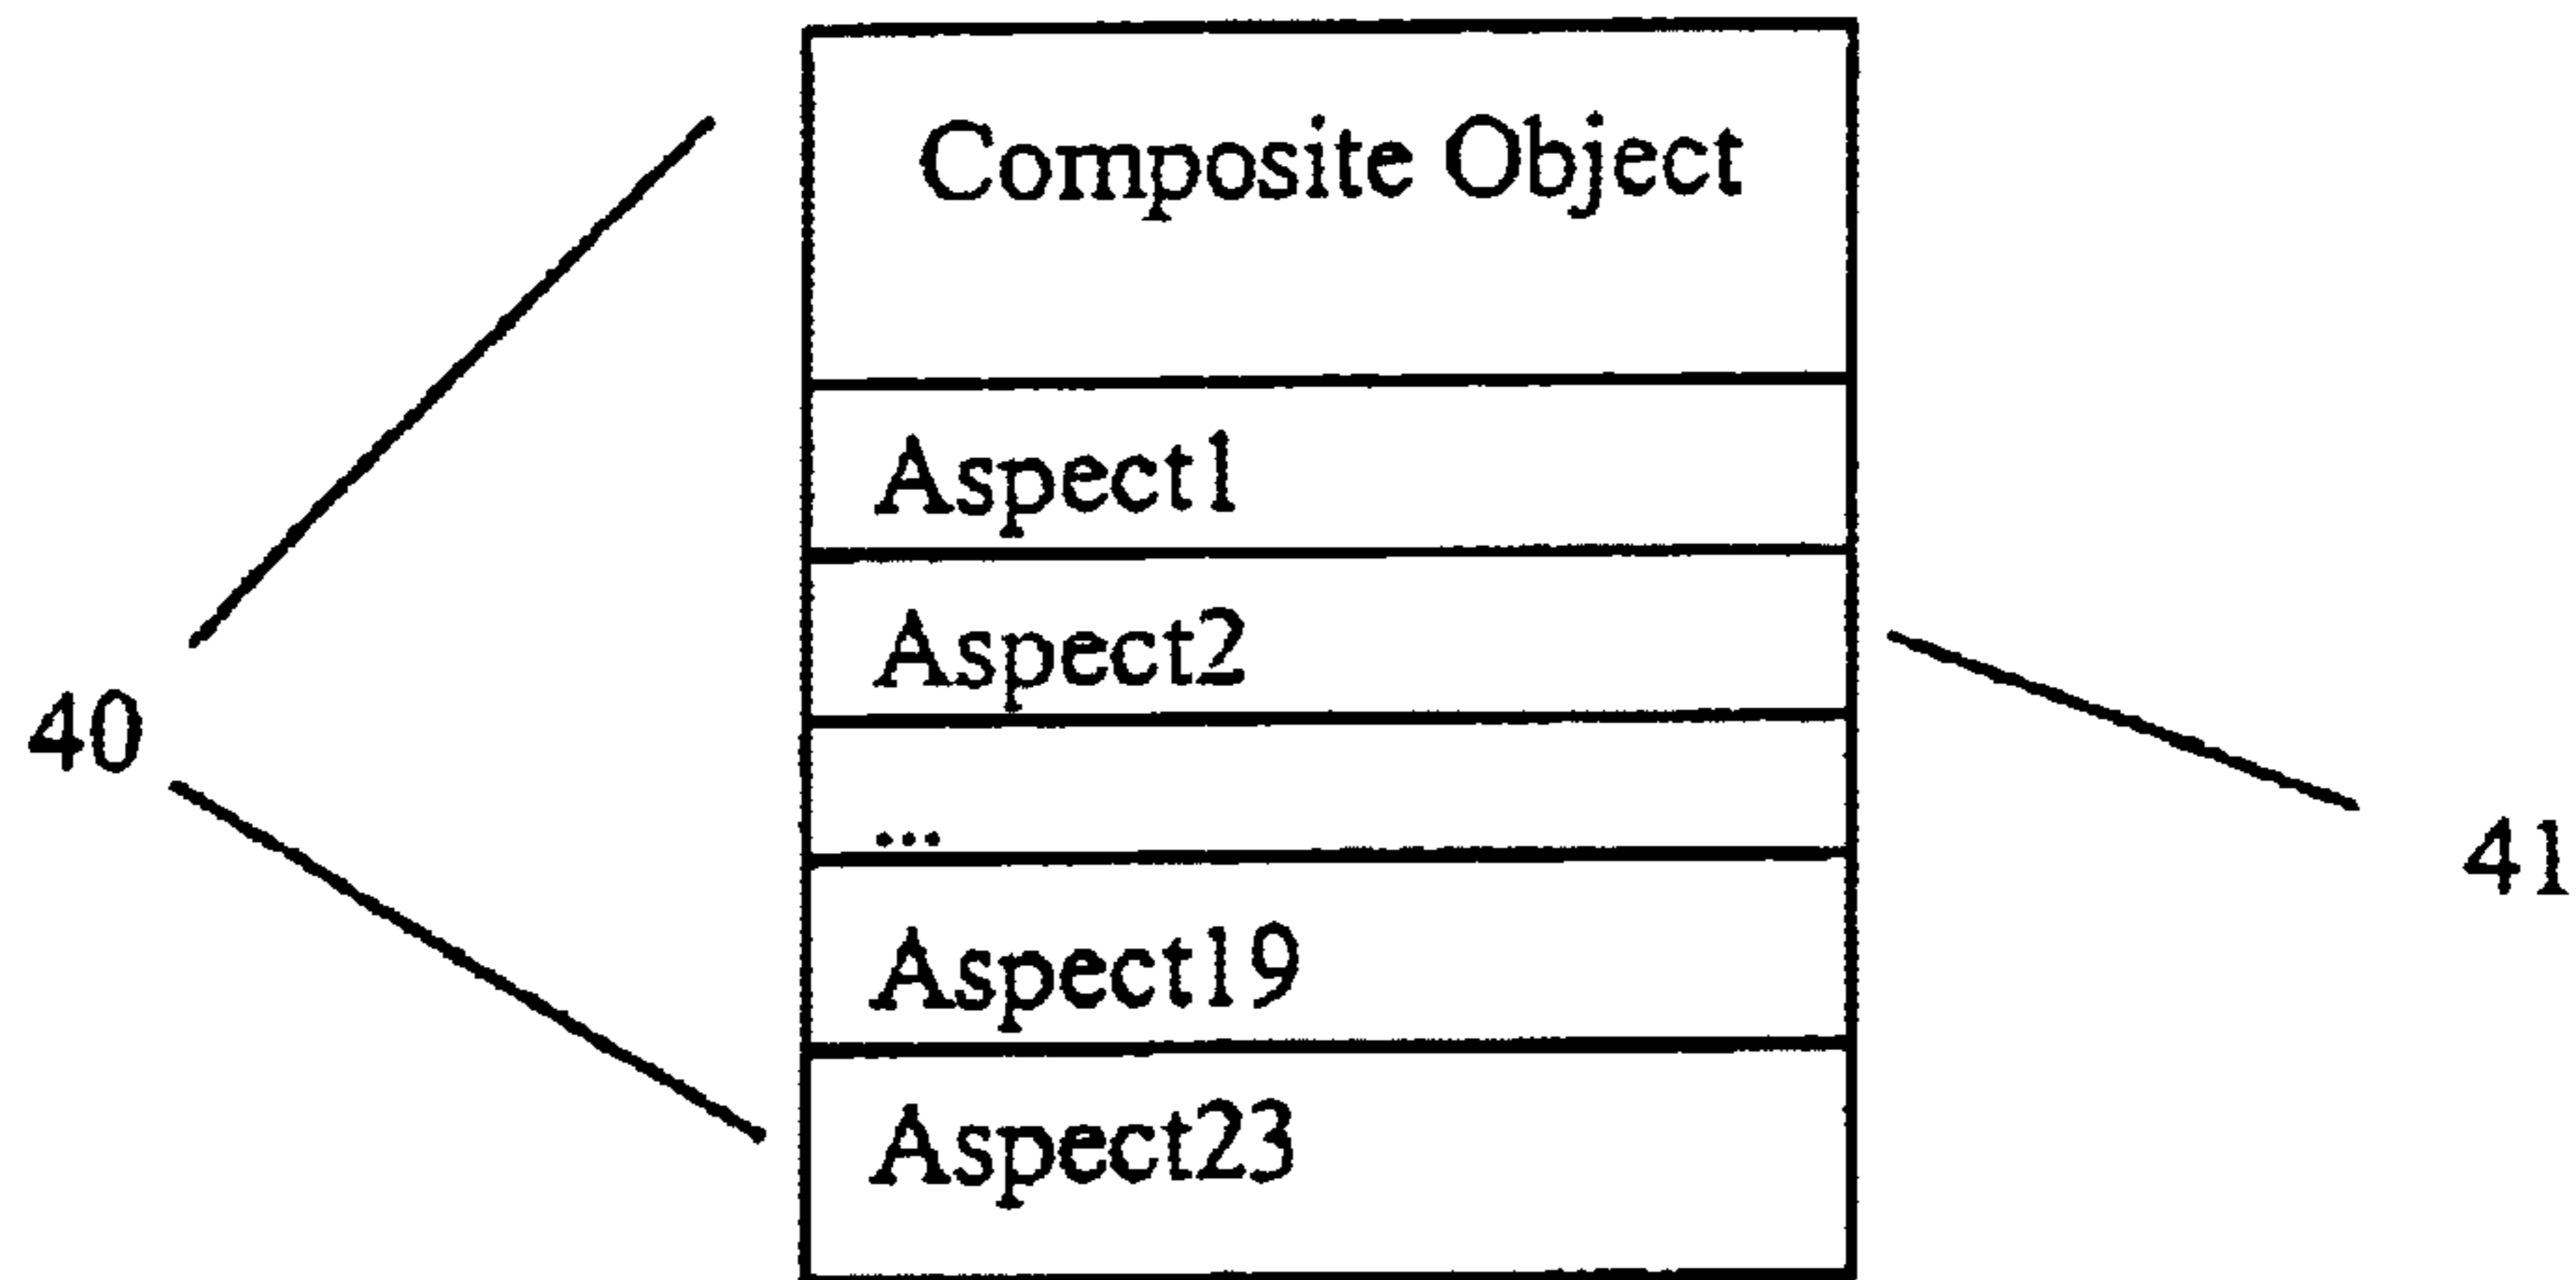 Composite Object
Aspect1
Aspect2
40
...
41
Aspect19
Aspect23